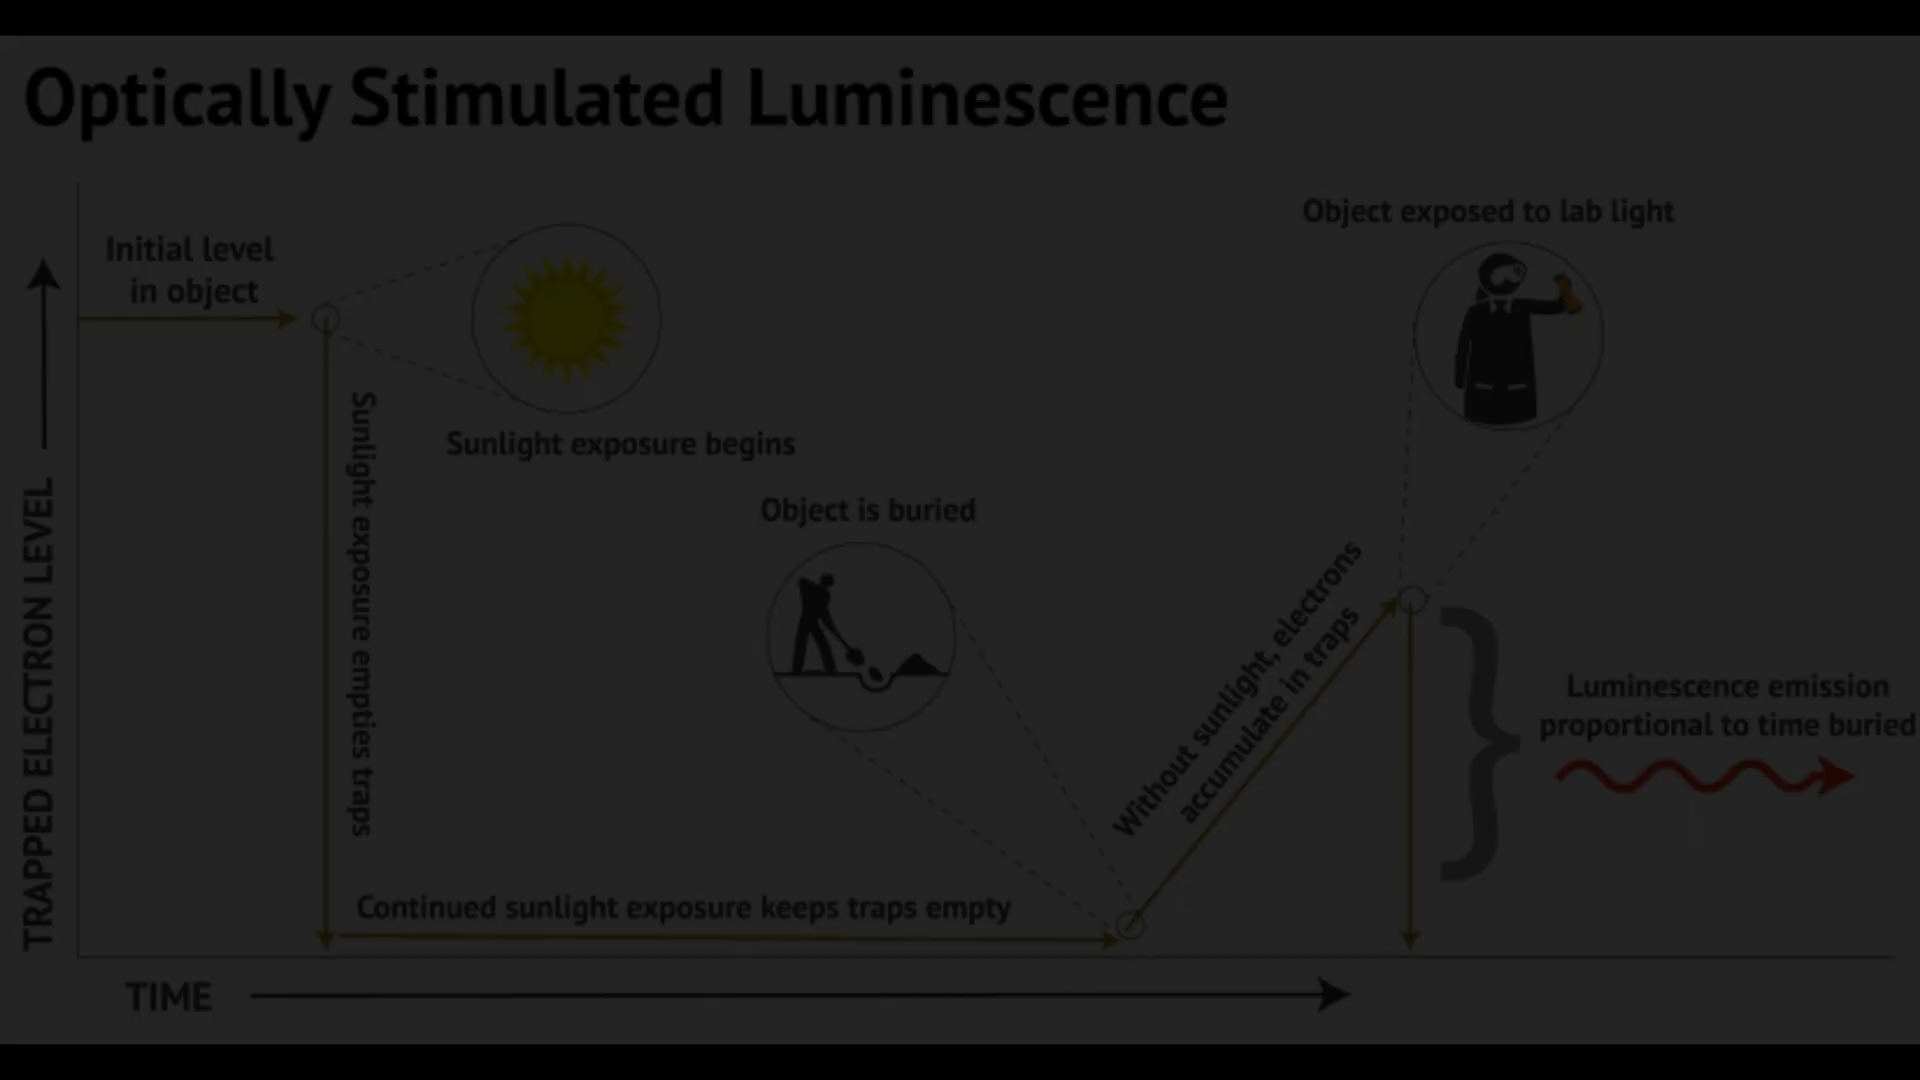 Optically Stimulated Luminescence
Object exposed to lab light
Initial level
in object
Sunlight exposure begins
Sunlight exposure empties traps
Object is buried
Without sunlight, electrons
accumulate in traps
Luminescence emission
proportional to time buried
Continued sunlight exposure keeps traps empty
TRAPPED ELECTRON LEVEL
TIME